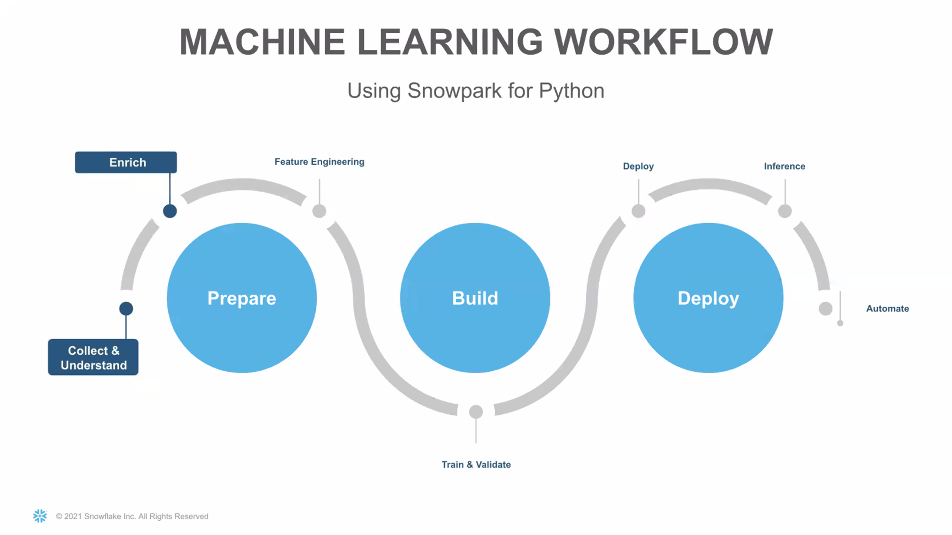 MACHINE LEARNING WORKFLOW
Using Snowpark for Python
Enrich
Feature Engineering
Deploy
Inference
Prepare
Build
Deploy
Automate
Collect &
Understand
Train & Validate
© 2021 Snowflake Inc. All Rights Reserved